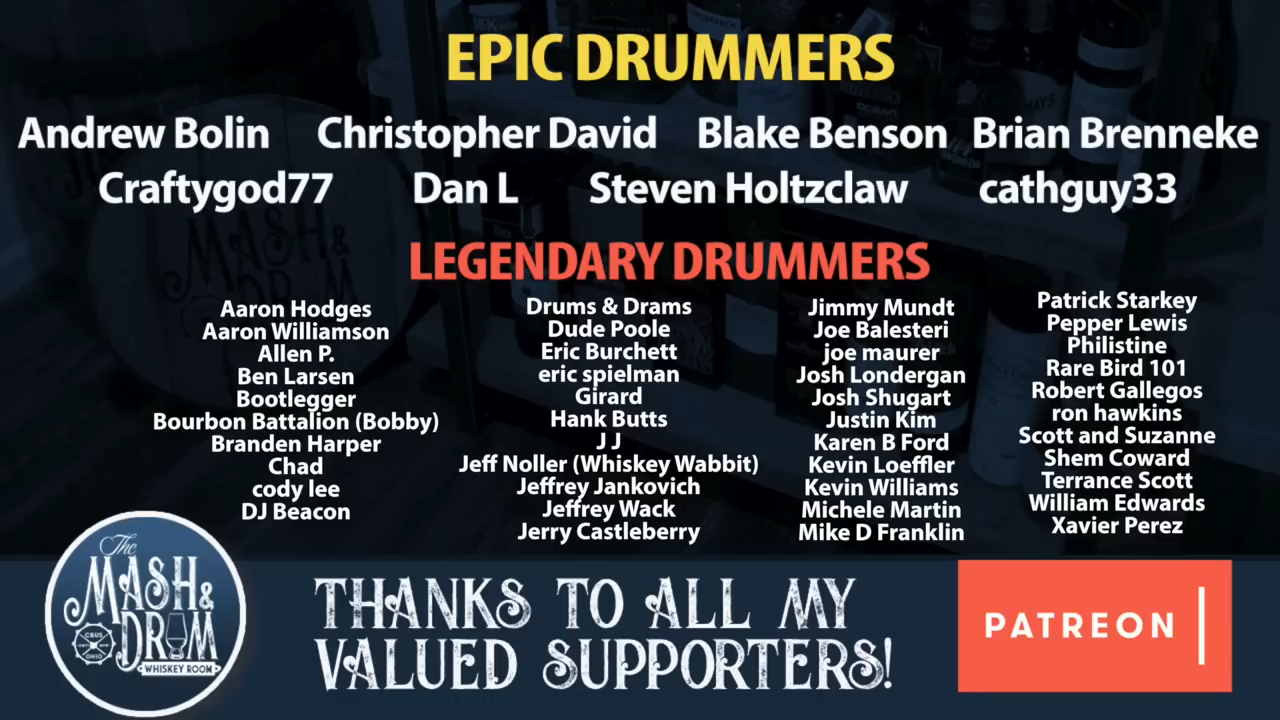 EPIC DRUMMERS
Andrew Bolin Christopher David Blake Benson Brian Brenneke
Craftygod77 Dan L Steven Holtzclaw cathguy33
LEGENDARY DRUMMERS
Aaron Hodges
Aaron Williamson
Allen P.
Ben Larsen
Bootlegger
Bourbon Battalion (Bobby)
Branden Harper
Chad
cody lee
DJ Beacon
Drums & Drams
Dude Poole
Eric Burchett
eric spielman
Girard
Hank Butts
J J
Jeff Noller (Whiskey Wabbit)
Jeffrey Jankovich
Jeffrey Wack
Jerry Castleberry
Jimmy Mundt
Joe Balesteri
joe maurer
Josh Londergan
Josh Shugart
Justin Kim
Karen B Ford
Kevin Loeffler
Kevin Williams
Michele Martin
Mike D Franklin
Patrick Starkey
Pepper Lewis
Philistine
Rare Bird 101
Robert Gallegos
ron hawkins
Scott and Suzanne
Shem Coward
Terrance Scott
William Edwards
Xavier Perez
MASH &
DRUM
The
MASH &
DRUM
CBUS
OHIO
WHISKEY ROOM
THANKS TO ALL MY
VALUED SUPPORTERS!
PATREON